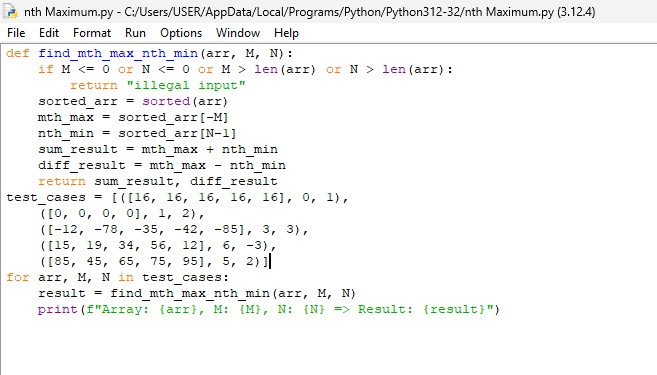 nth Maximum.py - C:/Users/USER/AppData/Local/Programs/Python/Python312-32/nth Maximum.py (3.12.4)
File Edit Format Run Options Window Help
def find_mth_max_nth_min(arr, M, N):
    if M <= 0 or N <= 0 or M > len(arr) or N > len(arr):
        return "illegal input"
    sorted_arr = sorted(arr)
    mth_max = sorted_arr[-M]
    nth_min = sorted_arr[N-1]
    sum_result = mth_max + nth_min
    diff_result = mth_max - nth_min
    return sum_result, diff_result
test_cases = [([16, 16, 16, 16, 16], 0, 1),
    ([0, 0, 0, 0], 1, 2),
    ([-12, -78, -35, -42, -85], 3, 3),
    ([15, 19, 34, 56, 12], 6, -3),
    ([85, 45, 65, 75, 95], 5, 2)]
for arr, M, N in test_cases:
    result = find_mth_max_nth_min(arr, M, N)
    print(f"Array: {arr}, M: {M}, N: {N} => Result: {result}")